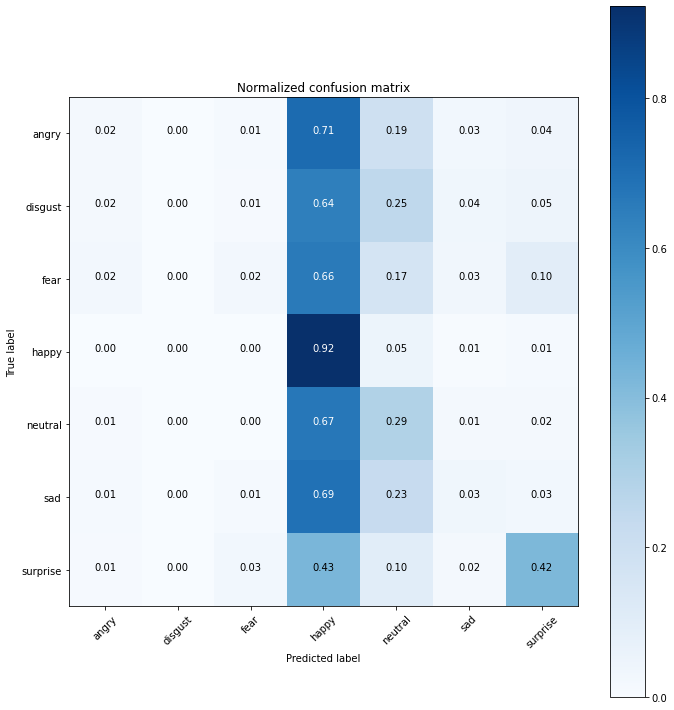 Normalized confusion matrix
True label
angry 0.02 0.00 0.01 0.71 0.19 0.03 0.04
disgust 0.02 0.00 0.01 0.64 0.25 0.04 0.05
fear 0.02 0.00 0.02 0.66 0.17 0.03 0.10
happy 0.00 0.00 0.00 0.92 0.05 0.01 0.01
neutral 0.01 0.00 0.00 0.67 0.29 0.01 0.02
sad 0.01 0.00 0.01 0.69 0.23 0.03 0.03
surprise 0.01 0.00 0.03 0.43 0.10 0.02 0.42
angry disgust fear happy neutral sad surprise
Predicted label
0.8
0.6
0.4
0.2
0.0